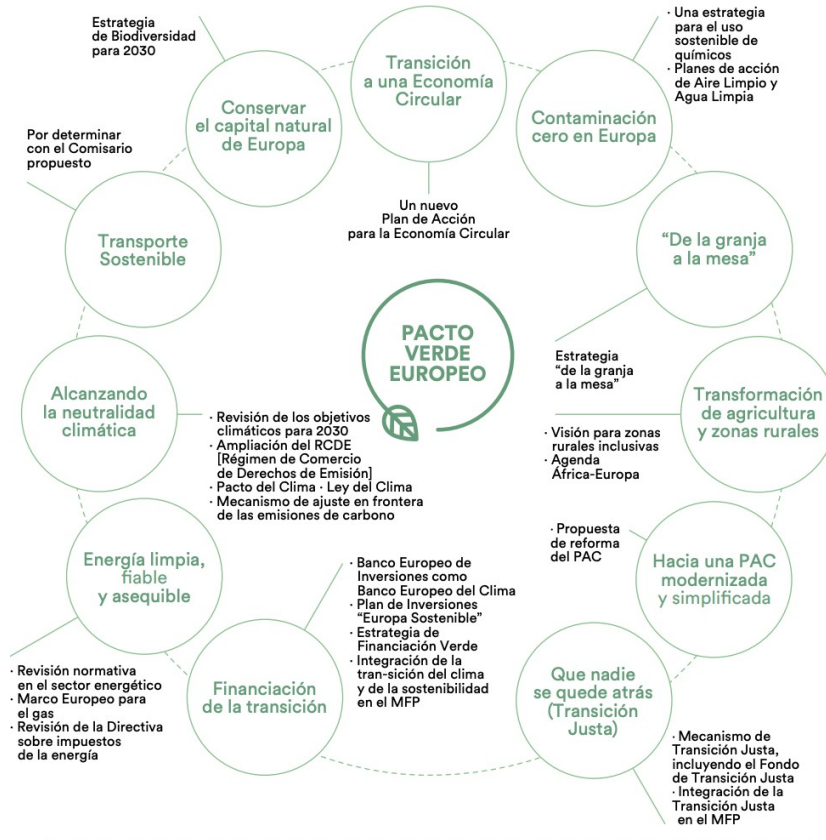 Estrategia
de Biodiversidad
para 2030
Conservar
el capital natural
de Europa
Transición
a una Economía
Circular
Un nuevo
Plan de Acción
para la Economía Circular
· Una estrategia
para el uso
sostenible de
químicos
· Planes de acción
de Aire Limpio y
Agua Limpia
Contaminación
cero en Europa
Por determinar
con el Comisario
propuesto
Transporte
Sostenible
“De la granja
a la mesa”
Estrategia
“de la granja
a la mesa”
PACTO
VERDE
EUROPEO
Alcanzando
la neutralidad
climática
· Revisión de los objetivos
climáticos para 2030
· Ampliación del RCDE
[Régimen de Comercio
de Derechos de Emisión]
· Pacto del Clima · Ley del Clima
· Mecanismo de ajuste en frontera
de las emisiones de carbono
Transformación
de agricultura
y zonas rurales
· Visión para zonas
rurales inclusivas
· Agenda
África-Europa
Energía limpia,
fiable
y asequible
· Revisión normativa
en el sector energético
· Marco Europeo para
el gas
· Revisión de la Directiva
sobre impuestos
de la energía
· Propuesta
de reforma
del PAC
Hacia una PAC
modernizada
y simplificada
Financiación
de la transición
· Banco Europeo de
Inversiones como
Banco Europeo del Clima
· Plan de Inversiones
“Europa Sostenible”
· Estrategia de
Financiación Verde
· Integración de la
tran-sición del clima
y de la sostenibilidad
en el MFP
Que nadie
se quede atrás
(Transición
Justa)
· Mecanismo de
Transición Justa,
incluyendo el Fondo
de Transición Justa
· Integración de la
Transición Justa
en el MFP